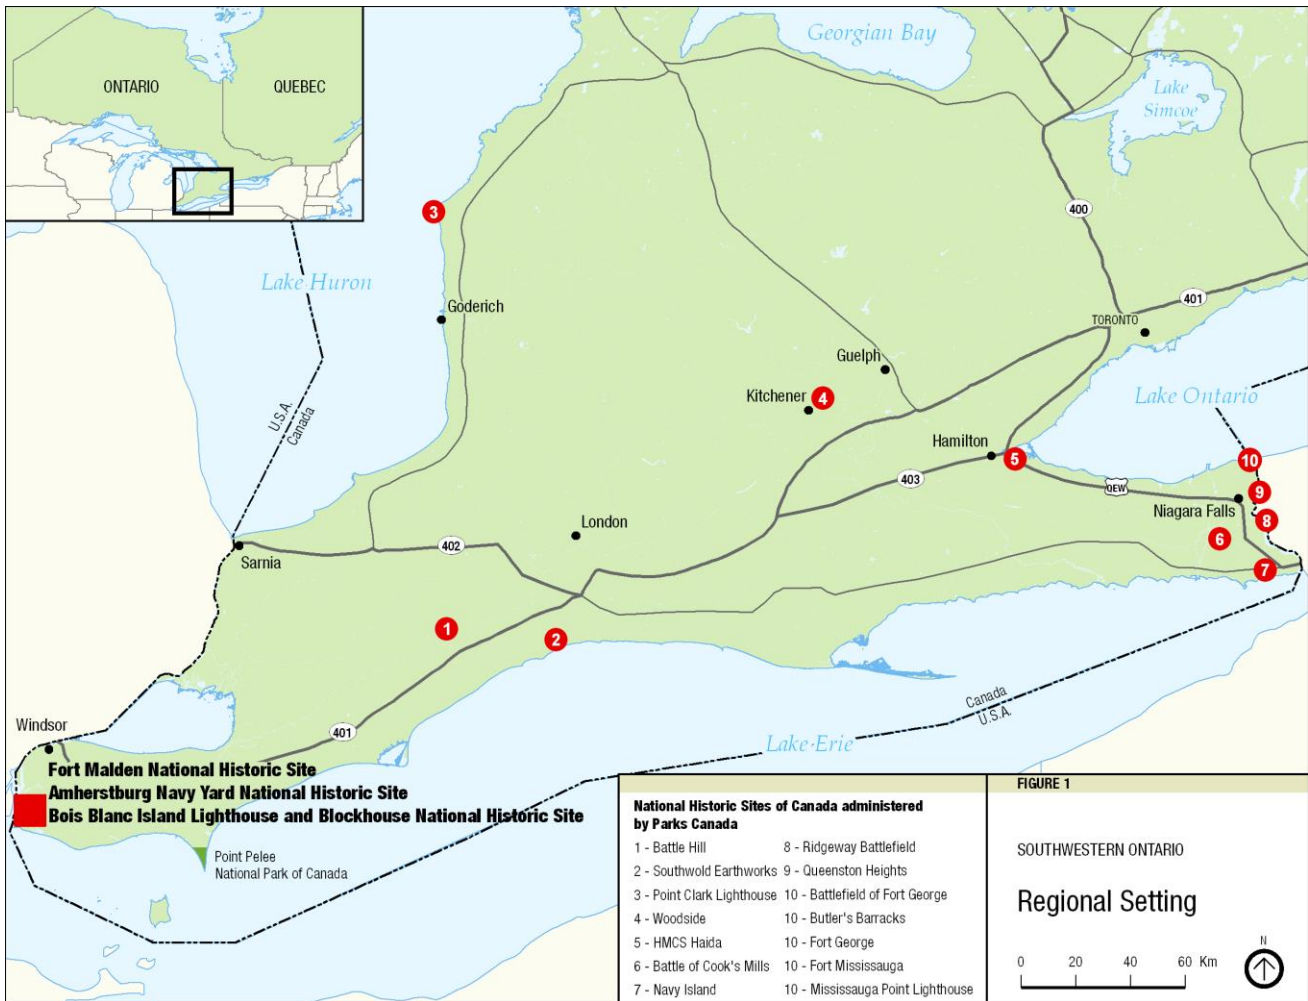 ONTARIO
QUEBEC
Georgian Bay
Lake
Simcoe
3
400
Lake Huron
401
Goderich
TORONTO
Guelph
U.S.A.
Canada
Kitchener
4
Lake Ontario
Hamilton
5
10
403
QEW
9
Niagara Falls
8
London
6
402
Sarnia
7
1
2
Canada
U.S.A.
Windsor
401
Lake Erie
Fort Malden National Historic Site
Amherstburg Navy Yard National Historic Site
Bois Blanc Island Lighthouse and Blockhouse National Historic Site
Point Pelee
National Park of Canada
National Historic Sites of Canada administered
by Parks Canada
1 - Battle Hill
2 - Southwold Earthworks
3 - Point Clark Lighthouse
4 - Woodside
5 - HMCS Haida
6 - Battle of Cook's Mills
7 - Navy Island
8 - Ridgeway Battlefield
9 - Queenston Heights
10 - Battlefield of Fort George
10 - Butler's Barracks
10 - Fort George
10 - Fort Mississauga
10 - Mississauga Point Lighthouse
FIGURE 1
SOUTHWESTERN ONTARIO
Regional Setting
0 20 40 60 Km
N